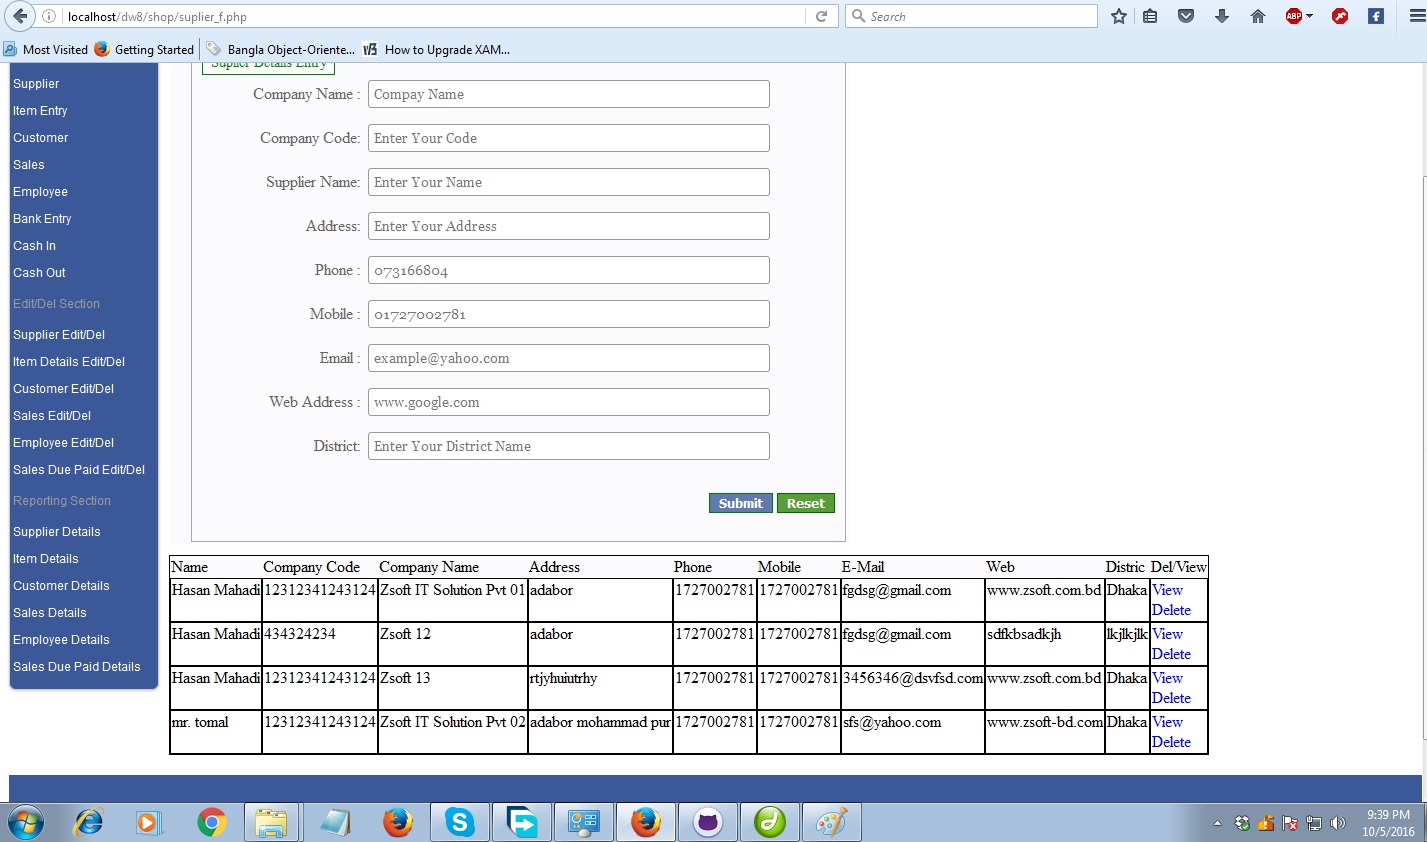 localhost/dw8/shop/suplier_f.php
Search
ABP
Most Visited
Getting Started
Bangla Object-Oriente...
How to Upgrade XAM...
Suplier Details Entry
Supplier
Item Entry
Customer
Sales
Employee
Bank Entry
Cash In
Cash Out
Edit/Del Section
Supplier Edit/Del
Item Details Edit/Del
Customer Edit/Del
Sales Edit/Del
Employee Edit/Del
Sales Due Paid Edit/Del
Reporting Section
Supplier Details
Item Details
Customer Details
Sales Details
Employee Details
Sales Due Paid Details
Company Name : Compay Name
Company Code: Enter Your Code
Supplier Name: Enter Your Name
Address: Enter Your Address
Phone : 073166804
Mobile : 01727002781
Email : example@yahoo.com
Web Address : www.google.com
District: Enter Your District Name
Submit Reset
Name Company Code Company Name Address Phone Mobile E-Mail Web Distric Del/View
Hasan Mahadi 12312341243124 Zsoft IT Solution Pvt 01 adabor 1727002781 1727002781 fgdsg@gmail.com www.zsoft.com.bd Dhaka View
Delete
Hasan Mahadi 434324234 Zsoft 12 adabor 1727002781 1727002781 fgdsg@gmail.com sdfkbsadkjh lkjlkjlk View
Delete
Hasan Mahadi 12312341243124 Zsoft 13 rtjyhuiutrhy 1727002781 1727002781 3456346@dsvfsd.com www.zsoft.com.bd Dhaka View
Delete
mr. tomal 12312341243124 Zsoft IT Solution Pvt 02 adabor mohammad pur 1727002781 1727002781 sfs@yahoo.com www.zsoft-bd.com Dhaka View
Delete
9:39 PM
10/5/2016